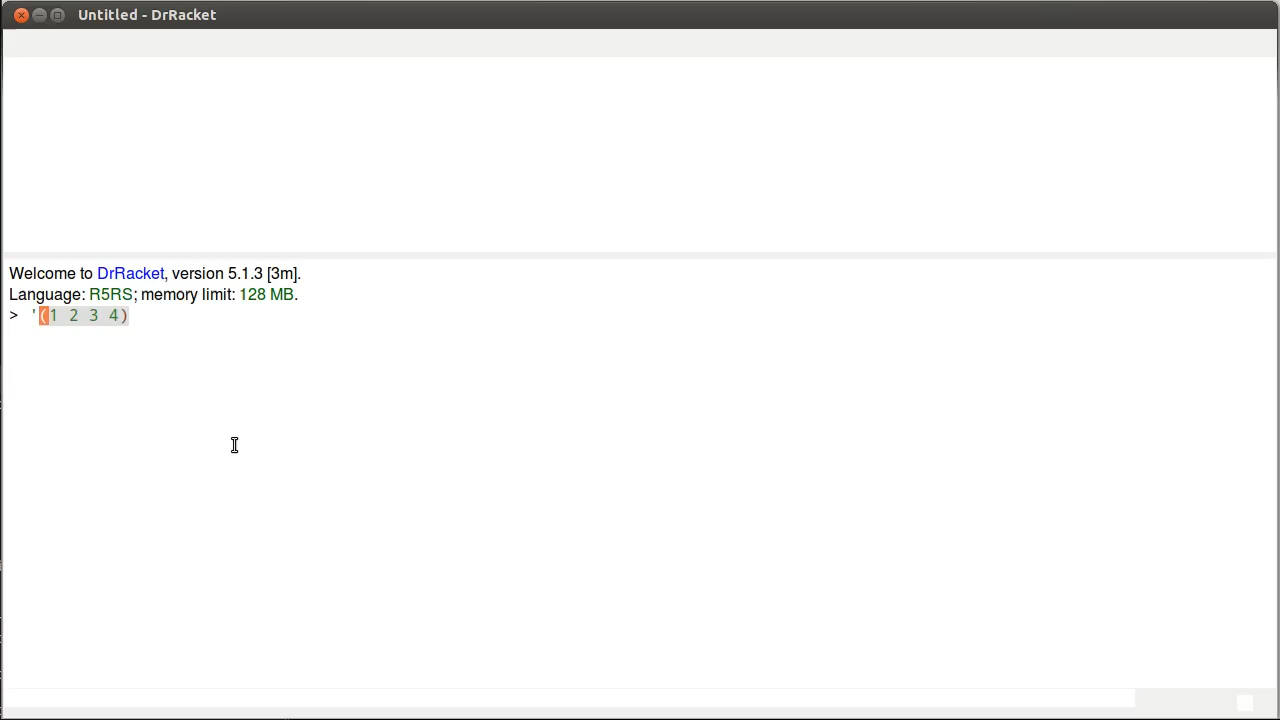 Untitled - DrRacket
Welcome to DrRacket, version 5.1.3 [3m].
Language: R5RS; memory limit: 128 MB.
> '(1 2 3 4)